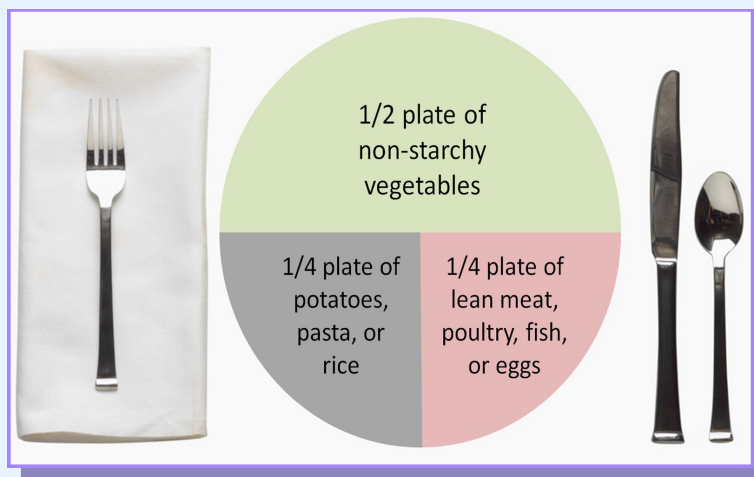 1/2 plate of
non-starchy
vegetables
1/4 plate of
potatoes,
pasta, or
rice
1/4 plate of
lean meat,
poultry, fish,
or eggs